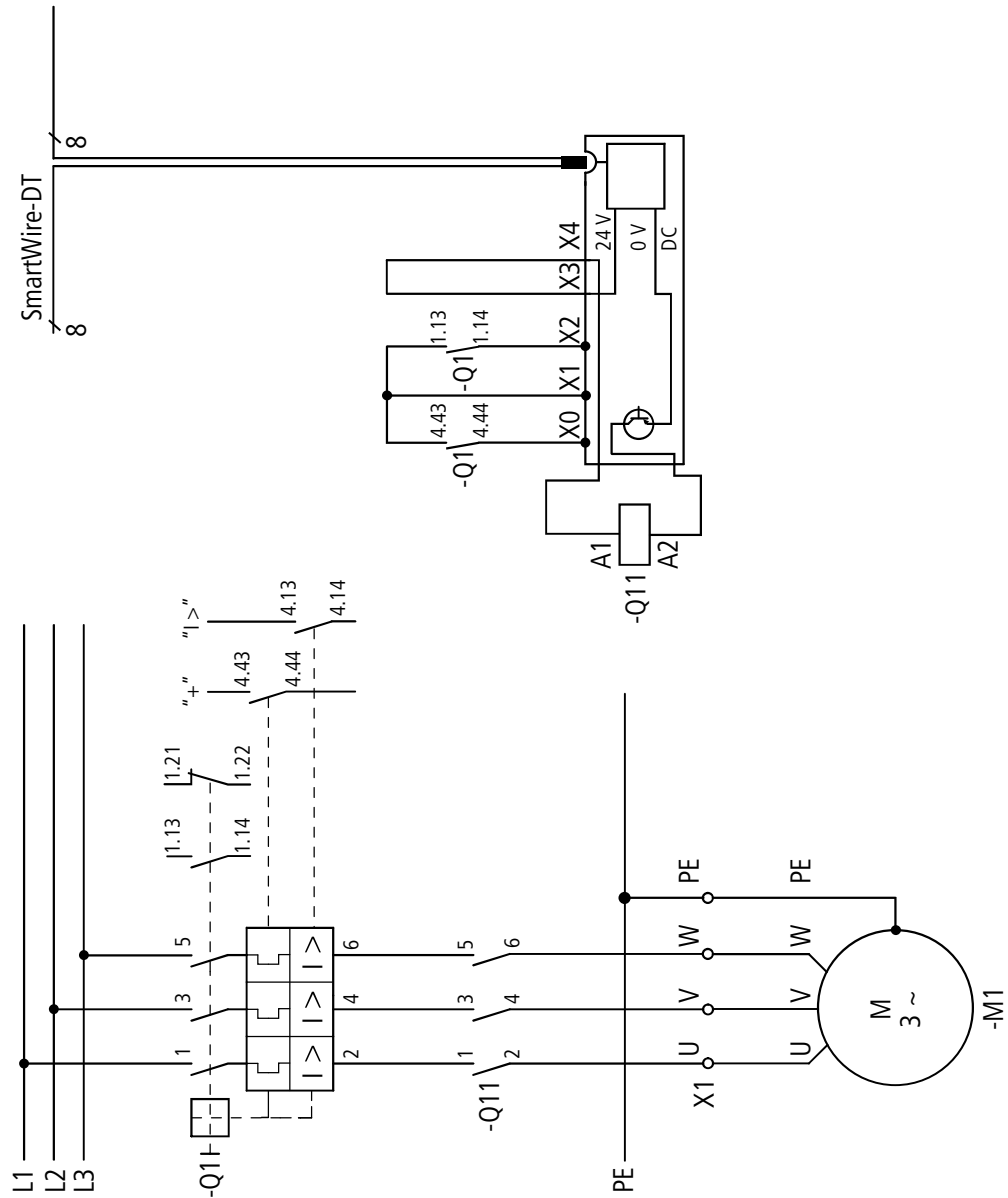 SmartWire-DT
8
8
4.43
-Q1
4.44
1.13
-Q1
1.14
X0
X1
X2
X3
X4
24 V
0 V
DC
A1
-Q11
A2
L1
L2
L3
-Q1
1
3
5
1.13
1.14
1.21
1.22
"+"
4.43
4.44
"I >"
4.13
4.14
I >
I >
I >
2
4
6
-Q11
1
3
5
2
4
6
PE
X1
U
V
W
PE
U
V
W
PE
M
3 ~
-M1